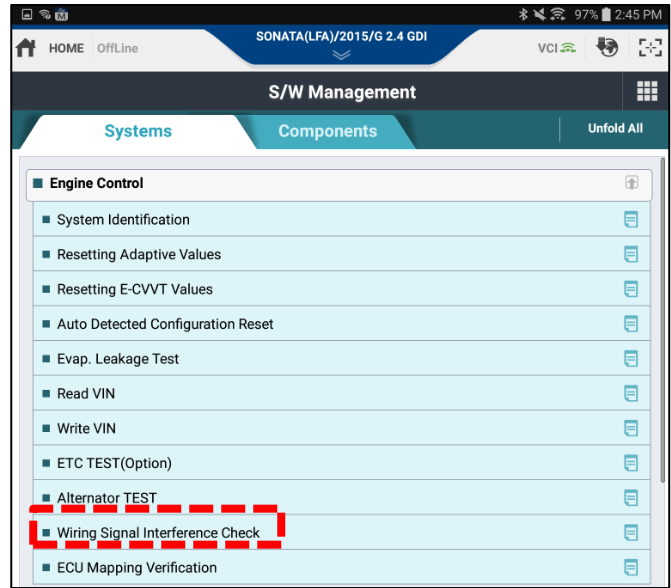 97% 2:45 PM
HOME OffLine
SONATA(LFA)/2015/G 2.4 GDI
VCI
S/W Management
Systems
Components
Unfold All
Engine Control
System Identification
Resetting Adaptive Values
Resetting E-CVVT Values
Auto Detected Configuration Reset
Evap. Leakage Test
Read VIN
Write VIN
ETC TEST(Option)
Alternator TEST
Wiring Signal Interference Check
ECU Mapping Verification